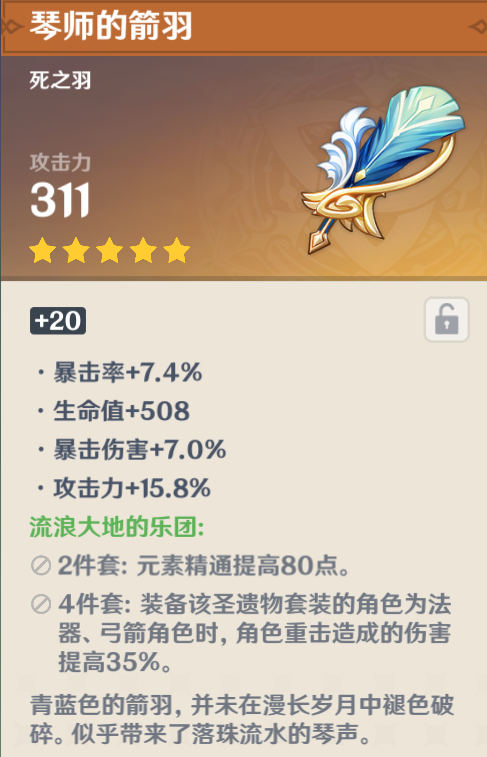 琴师的箭羽
死之羽
攻击力
311
+20
·暴击率+7.4%
·生命值+508
·暴击伤害+7.0%
·攻击力+15.8%
流浪大地的乐团:
2件套: 元素精通提高80点。
4件套: 装备该圣遗物套装的角色为法
器、弓箭角色时, 角色重击造成的伤害
提高35%。
青蓝色的箭羽, 并未在漫长岁月中褪色破
碎。似乎带来了落珠流水的琴声。